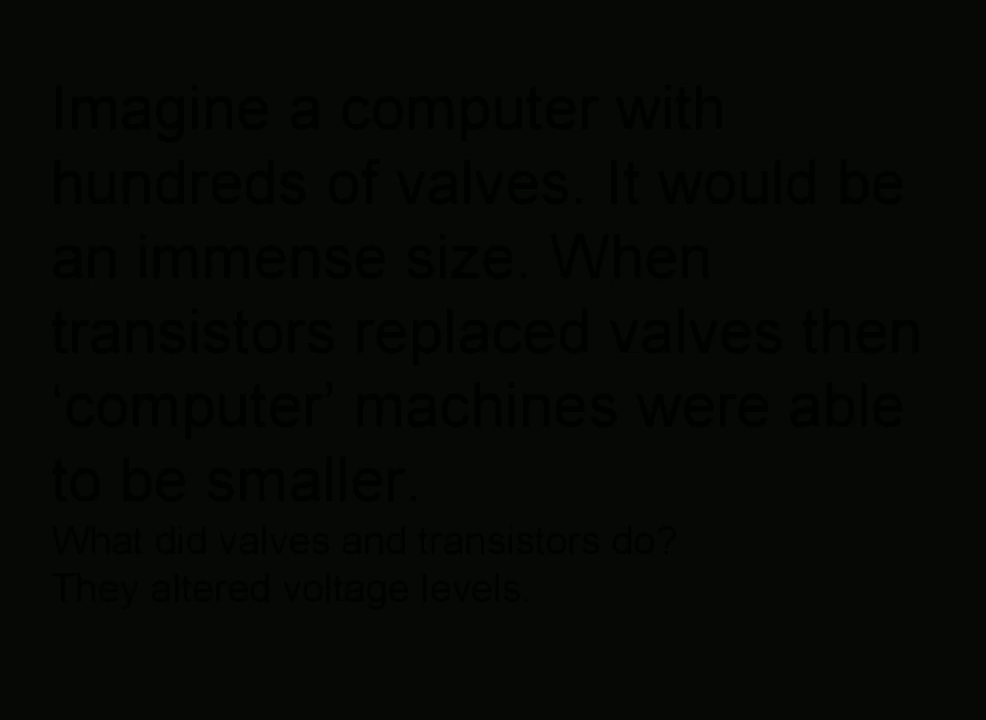 Imagine a computer with
hundreds of valves. It would be
an immense size. When
transistors replaced valves then
‘computer’ machines were able
to be smaller.
What did valves and transistors do?
They altered voltage levels.